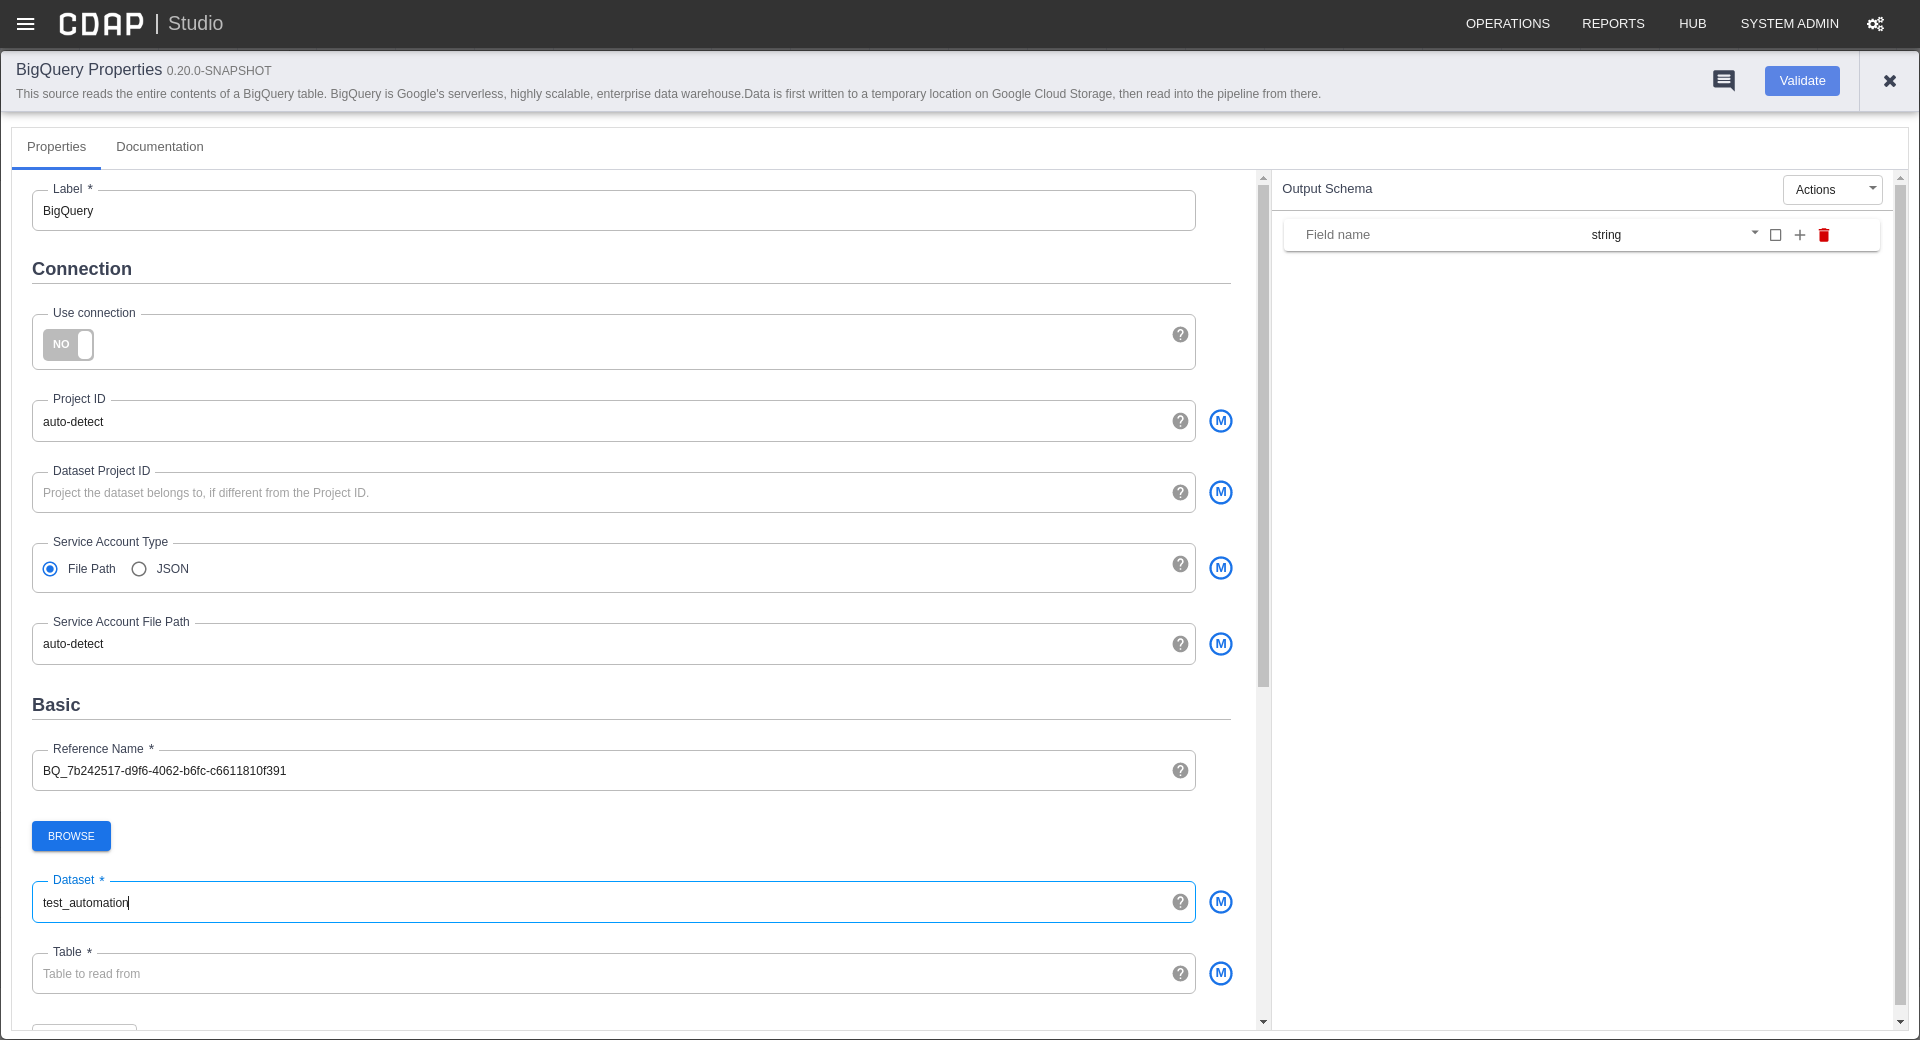 CDAP | Studio
OPERATIONS REPORTS HUB SYSTEM ADMIN
BigQuery Properties 0.20.0-SNAPSHOT
This source reads the entire contents of a BigQuery table. BigQuery is Google's serverless, highly scalable, enterprise data warehouse.Data is first written to a temporary location on Google Cloud Storage, then read into the pipeline from there.
Validate
Properties Documentation
Label *
BigQuery
Connection
Use connection
NO
Project ID
auto-detect
M
Dataset Project ID
Project the dataset belongs to, if different from the Project ID.
M
Service Account Type
File Path JSON
M
Service Account File Path
auto-detect
M
Basic
Reference Name *
BQ_7b242517-d9f6-4062-b6fc-c6611810f391
BROWSE
Dataset *
test_automation
M
Table *
Table to read from
M
Output Schema
Actions
Field name string